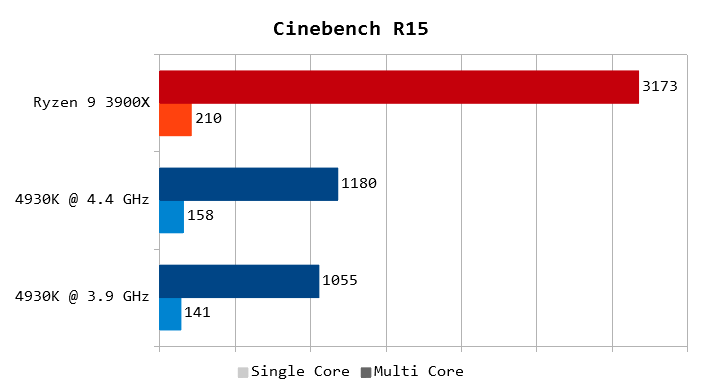 Cinebench R15
Ryzen 9 3900X
3173
210
4930K @ 4.4 GHz
1180
158
4930K @ 3.9 GHz
1055
141
Single Core Multi Core